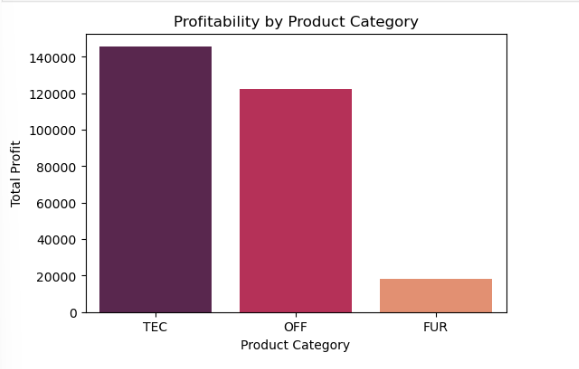 Profitability by Product Category
140000
120000
100000
80000
60000
40000
20000
0
Total Profit
TEC OFF FUR
Product Category